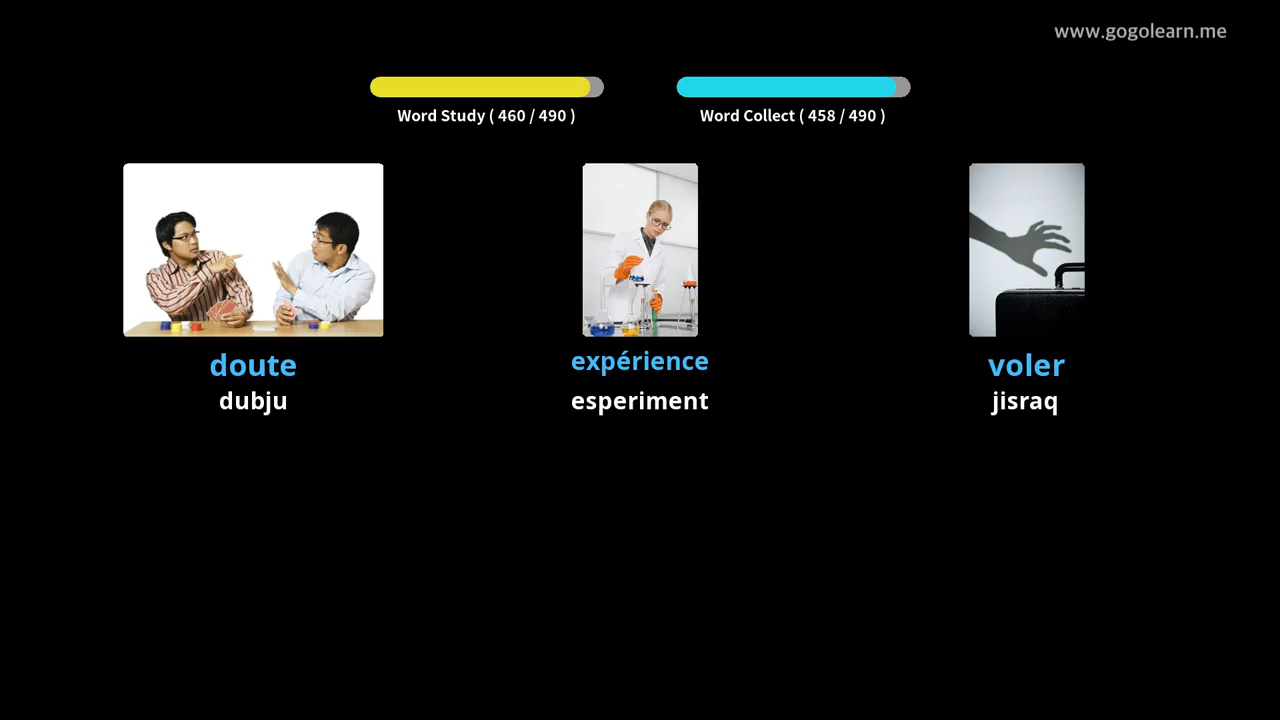 www.gogolearn.me
Word Study ( 460 / 490 )
Word Collect ( 458 / 490 )
doute
dubju
expérience
esperiment
voler
jisraq